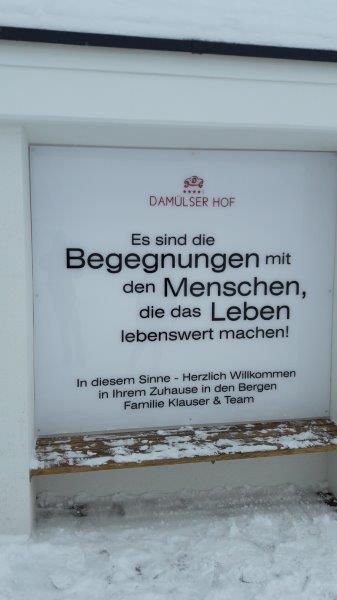 DAMÜLSER HOF
Es sind die
Begegnungen mit
den Menschen,
die das Leben
lebenswert machen!
In diesem Sinne - Herzlich Willkommen
in Ihrem Zuhause in den Bergen
Familie Klauser & Team